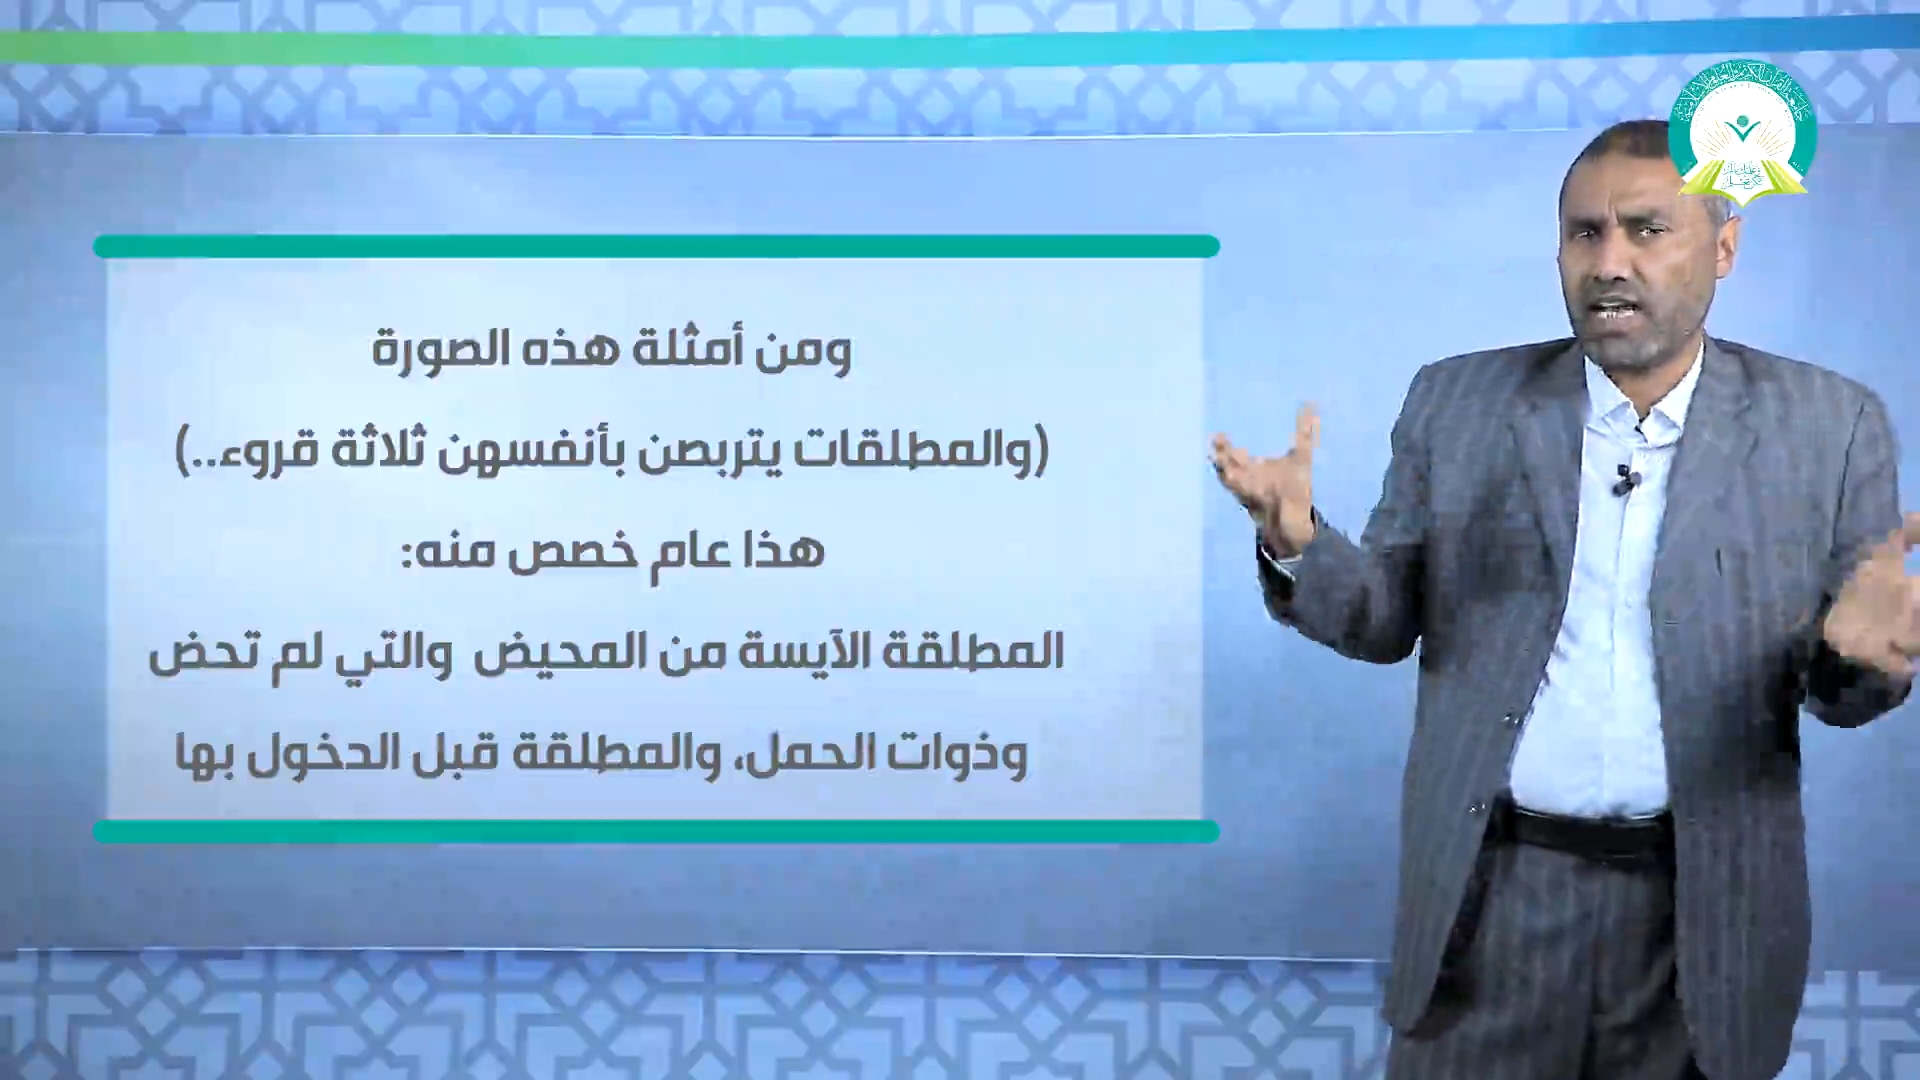 ومن أمثلة هذه الصورة
(والمطلقات يتربصن بأنفسهن ثلاثة قروء..)
هذا عام خصص منه:
المطلقة الآيسة من المحيض والتي لم تحض
وذوات الحمل، والمطلقة قبل الدخول بها